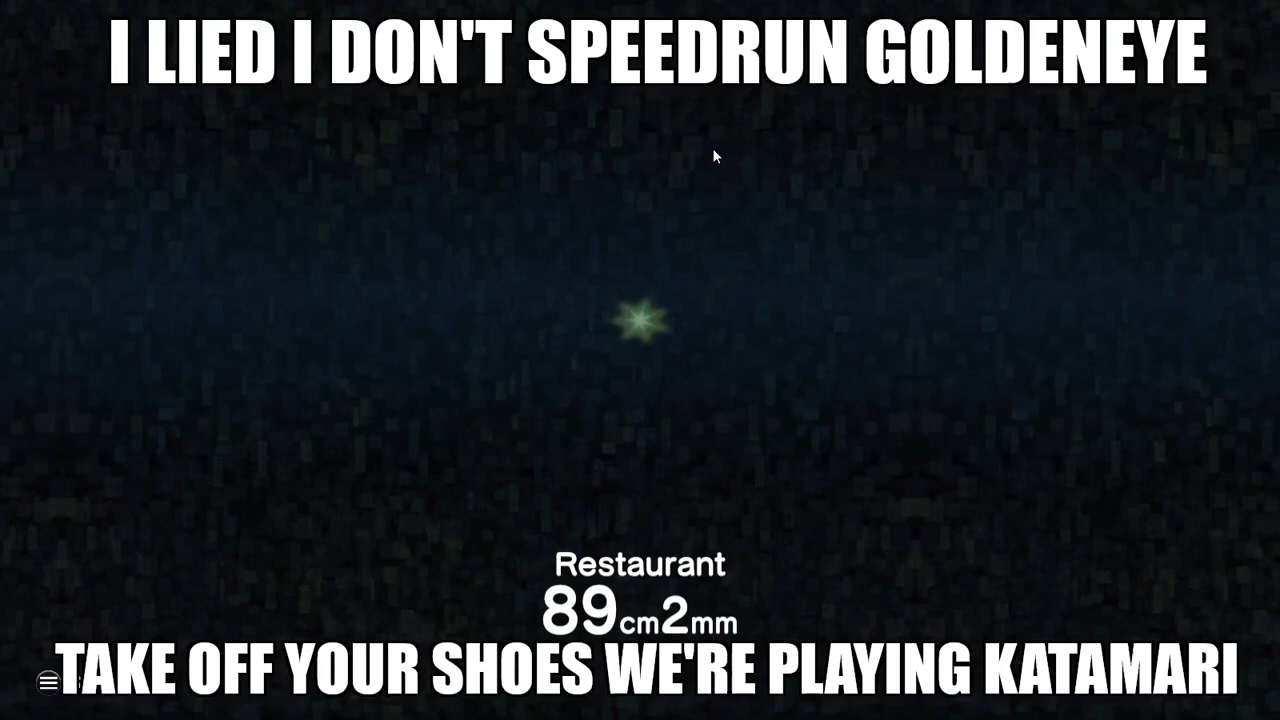 I LIED I DON'T SPEEDRUN GOLDENEYE
Restaurant
89cm2mm
TAKE OFF YOUR SHOES WE'RE PLAYING KATAMARI